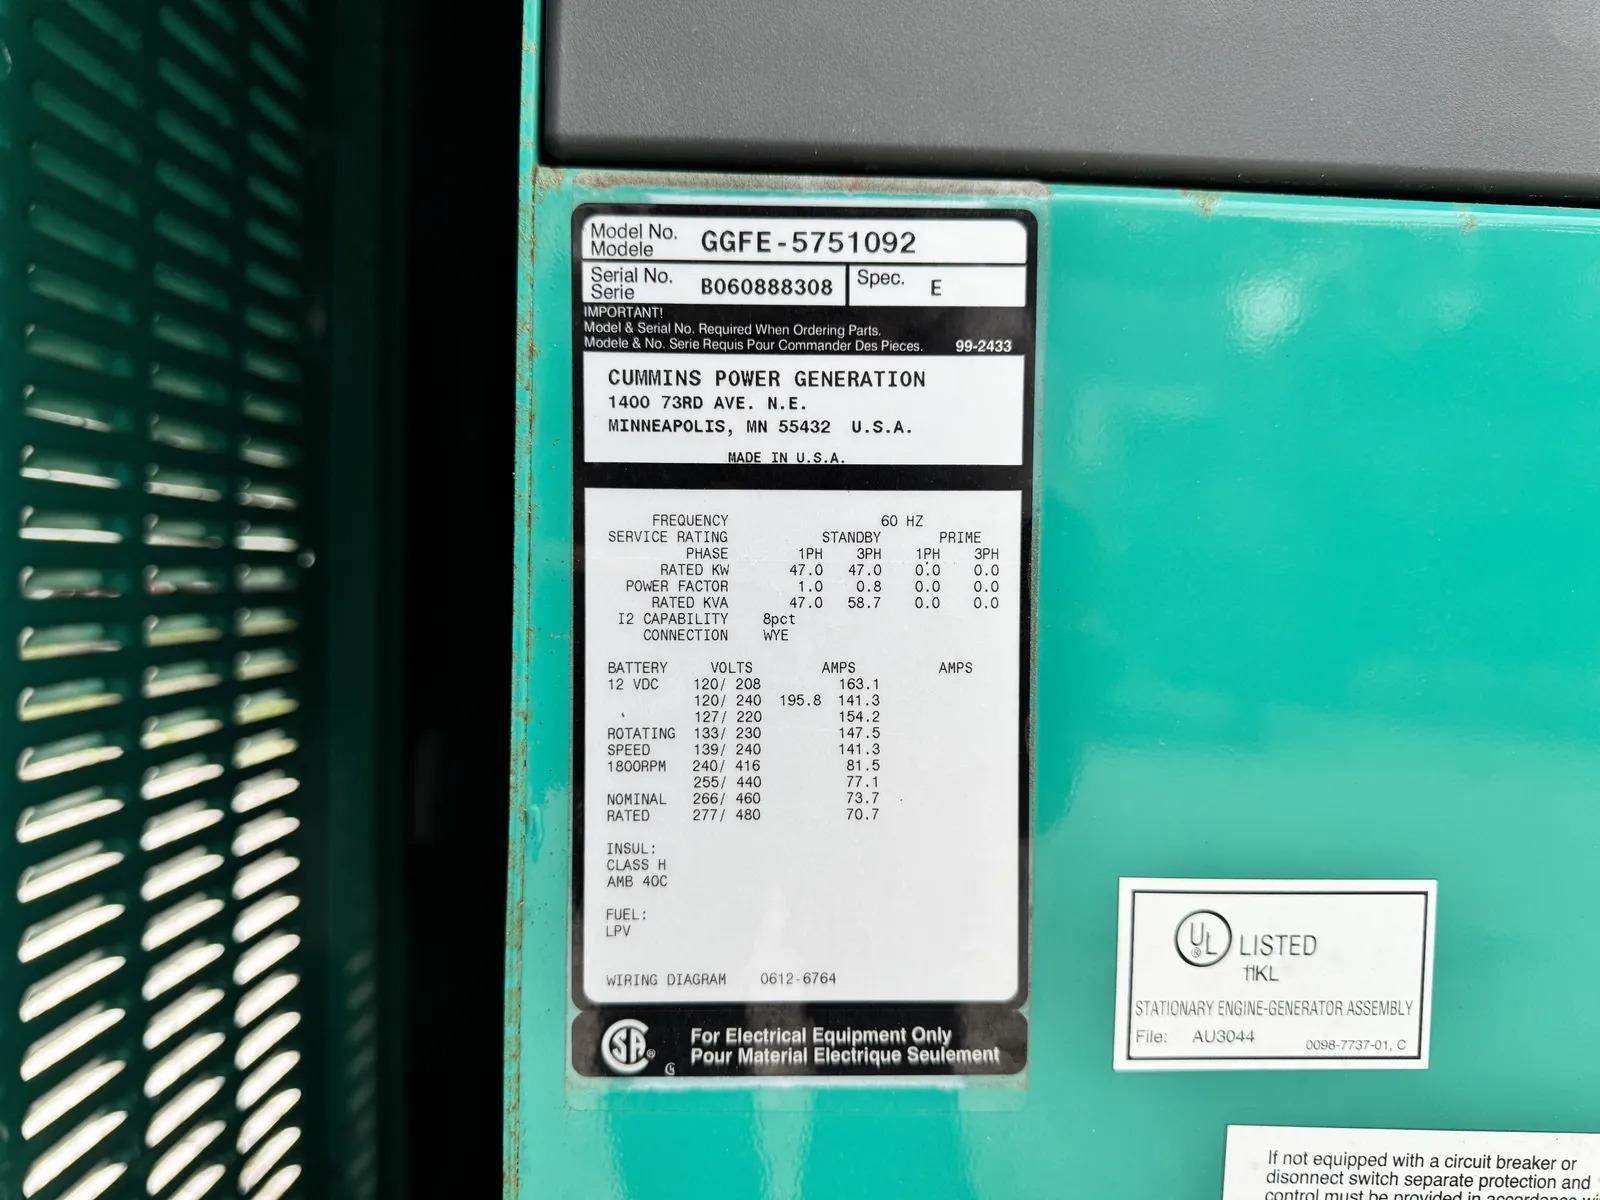 Model No. GGFE-5751092
Modele
Serial No. B060888308 Spec. E
Serie
IMPORTANT!
Model & Serial No. Required When Ordering Parts.
Modele & No. Serie Requis Pour Commander Des Pieces. 99-2433
CUMMINS POWER GENERATION
1400 73RD AVE. N.E.
MINNEAPOLIS, MN 55432 U.S.A.
MADE IN U.S.A.
FREQUENCY 60 HZ
SERVICE RATING STANDBY PRIME
PHASE 1PH 3PH 1PH 3PH
RATED KW 47.0 47.0 0.0 0.0
POWER FACTOR 1.0 0.8 0.0 0.0
RATED KVA 47.0 58.7 0.0 0.0
I2 CAPABILITY 8pct
CONNECTION WYE
BATTERY VOLTS AMPS AMPS
12 VDC 120/ 208 163.1
120/ 240 195.8 141.3
127/ 220 154.2
ROTATING 133/ 230 147.5
SPEED 139/ 240 141.3
1800RPM 240/ 416 81.5
255/ 440 77.1
NOMINAL 266/ 460 73.7
RATED 277/ 480 70.7
INSUL:
CLASS H
AMB 40C
FUEL:
LPV
WIRING DIAGRAM 0612-6764
SA ® For Electrical Equipment Only
Pour Material Electrique Seulement
UL ® LISTED
11KL
STATIONARY ENGINE-GENERATOR ASSEMBLY
File: AU3044 0098-7737-01, C
If not equipped with a circuit breaker or
disonnect switch separate protection and
control must be provided in accordance